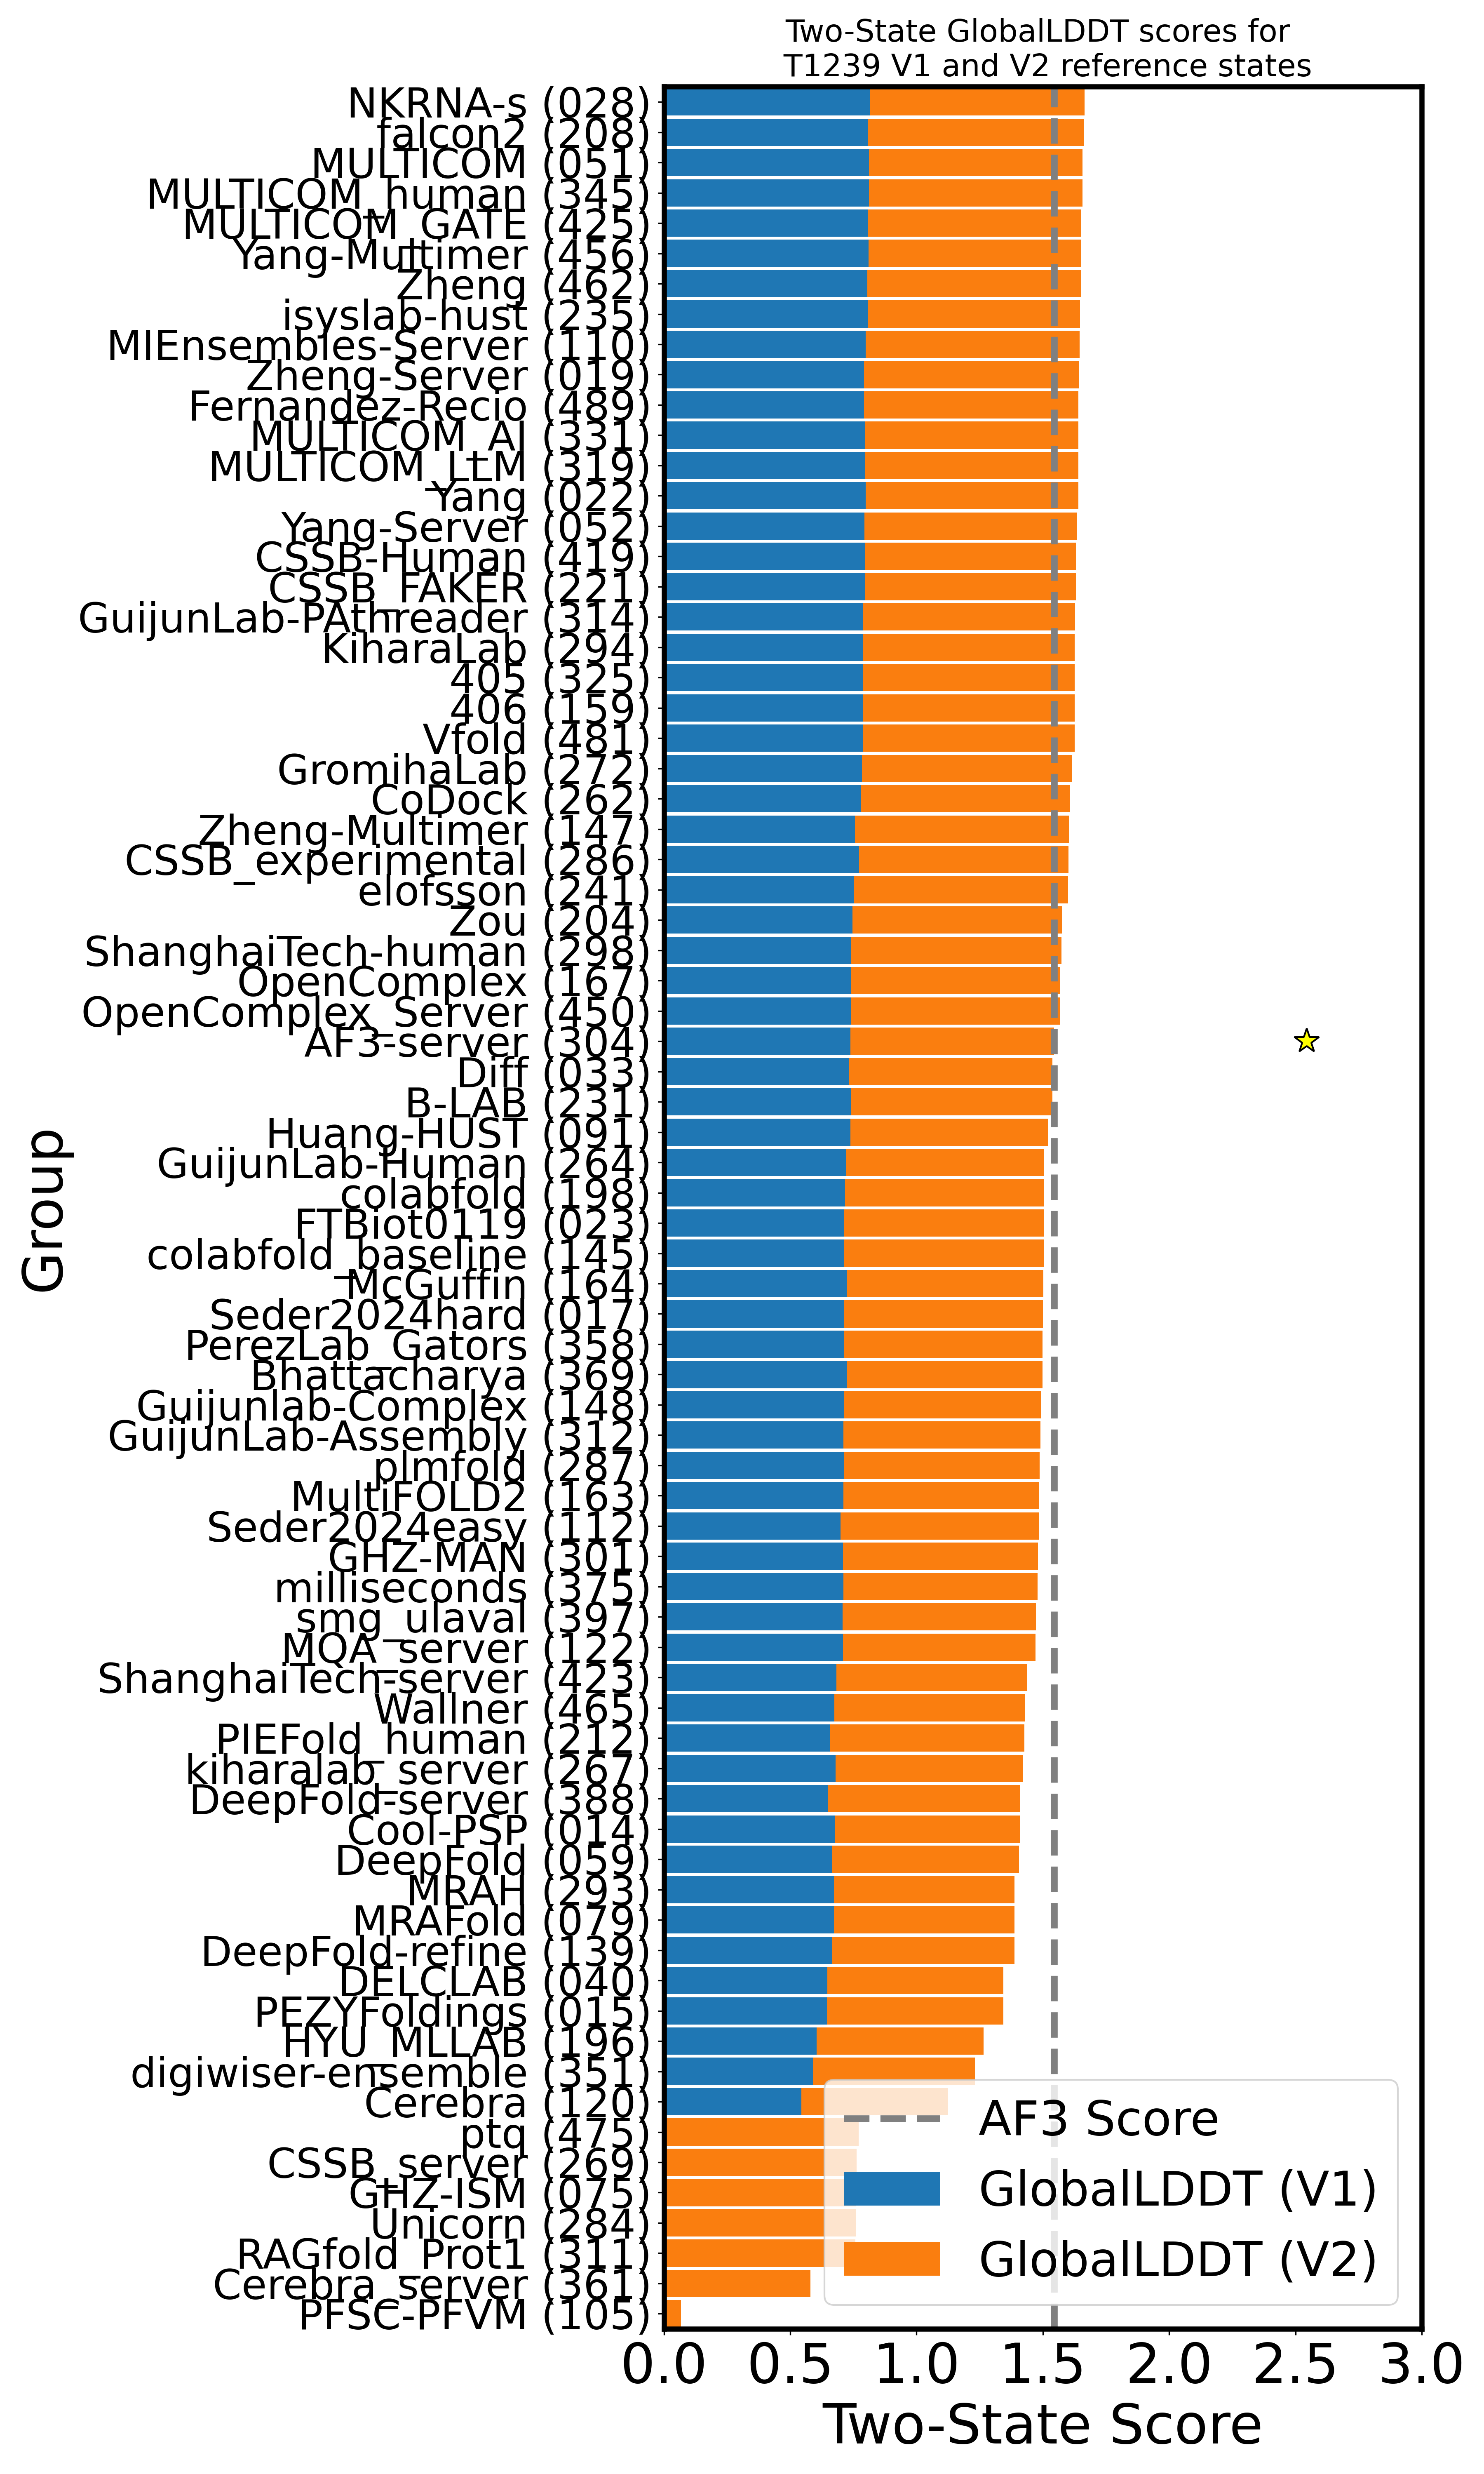 Two-State GlobalLDDT scores for
T1239 V1 and V2 reference states
NKRNA-s (028)
falcon2 (208)
MULTICOM (051)
MULTICOM_human (345)
MULTICOM_GATE (425)
Yang-Multimer (456)
Zheng (462)
isyslab-hust (235)
MIEnsembles-Server (110)
Zheng-Server (019)
Fernandez-Recio (489)
MULTICOM_AI (331)
MULTICOM_LLM (319)
Yang (022)
Yang-Server (052)
CSSB-Human (419)
CSSB_FAKER (221)
GuijunLab-PAthreader (314)
KiharaLab (294)
405 (325)
406 (159)
Vfold (481)
GromihaLab (272)
CoDock (262)
Zheng-Multimer (147)
CSSB_experimental (286)
elofsson (241)
Zou (204)
ShanghaiTech-human (298)
OpenComplex (167)
OpenComplex_Server (450)
AF3-server (304)
Diff (033)
B-LAB (231)
Huang-HUST (091)
GuijunLab-Human (264)
colabfold (198)
FTBiot0119 (023)
colabfold_baseline (145)
McGuffin (164)
Seder2024hard (017)
PerezLab_Gators (358)
Bhattacharya (369)
Guijunlab-Complex (148)
GuijunLab-Assembly (312)
plmfold (287)
MultiFOLD2 (163)
Seder2024easy (112)
GHZ-MAN (301)
milliseconds (375)
smg_ulaval (397)
MQA_server (122)
ShanghaiTech-server (423)
Wallner (465)
PIEFold_human (212)
kiharalab_server (267)
DeepFold-server (388)
Cool-PSP (014)
DeepFold (059)
MRAH (293)
MRAFold (079)
DeepFold-refine (139)
DELCLAB (040)
PEZYFoldings (015)
HYU_MLLAB (196)
digiwiser-ensemble (351)
Cerebra (120)
ptq (475)
CSSB_server (269)
GHZ-ISM (075)
Unicorn (284)
RAGfold_Prot1 (311)
Cerebra_server (361)
PFSC-PFVM (105)
Group
AF3 Score
GlobalLDDT (V1)
GlobalLDDT (V2)
0.0 0.5 1.0 1.5 2.0 2.5 3.0
Two-State Score